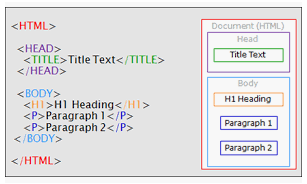 <HTML>
<HEAD>
<TITLE>Title Text</TITLE>
</HEAD>
<BODY>
<H1>H1 Heading</H1>
<P>Paragraph 1</P>
<P>Paragraph 2</P>
</BODY>
</HTML>
Document (HTML)
Head
Title Text
Body
H1 Heading
Paragraph 1
Paragraph 2